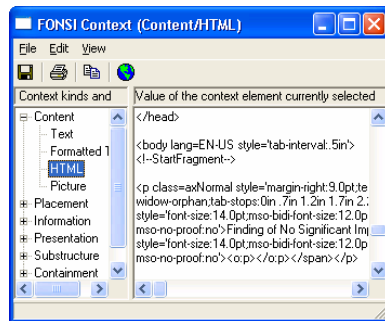 FONSI Context (Content/HTML)
File Edit View
Context kinds and
Value of the context element currently selected
Content
Text
Formatted T
HTML
Picture
Placement
Information
Presentation
Substructure
Containment
</head>
<body lang=EN-US style='tab-interval:.5in'>
<!--StartFragment-->
<p class=axNormal style='margin-right:9.0pt;te
widow-orphan;tab-stops:0in .7in 1.2in 1.7in 2.
style='font-size:14.0pt;mso-bidi-font-size:12.0p
mso-no-proof:no'>Finding of No Significant Imp
style='font-size:14.0pt;mso-bidi-font-size:12.0p
mso-no-proof:no'><o:p></o:p></span></p>